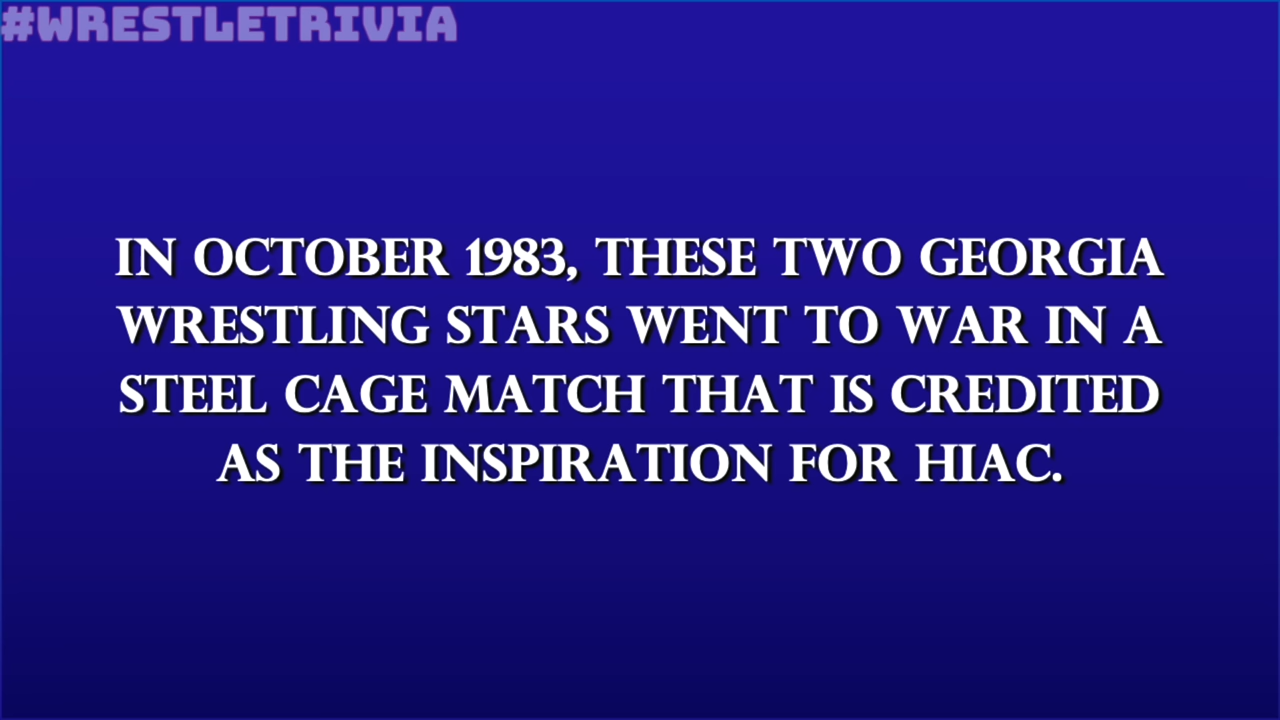 #WRESTLETRIVIA
IN OCTOBER 1983, THESE TWO GEORGIA
WRESTLING STARS WENT TO WAR IN A
STEEL CAGE MATCH THAT IS CREDITED
AS THE INSPIRATION FOR HIAC.